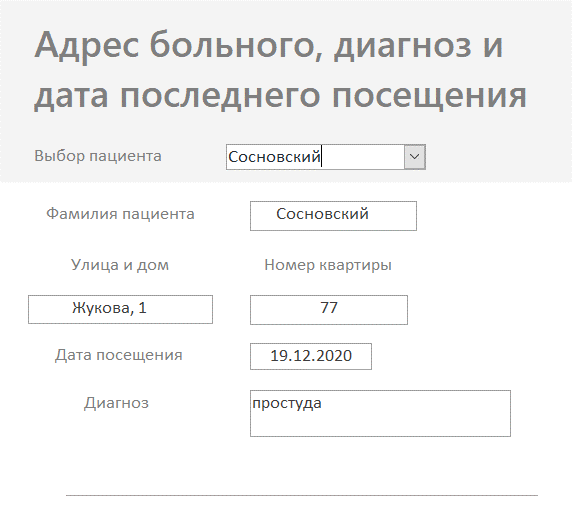 Адрес больного, диагноз и
дата последнего посещения
Выбор пациента Сосновский
Фамилия пациента Сосновский
Улица и дом Номер квартиры
Жукова, 1 77
Дата посещения 19.12.2020
Диагноз простуда